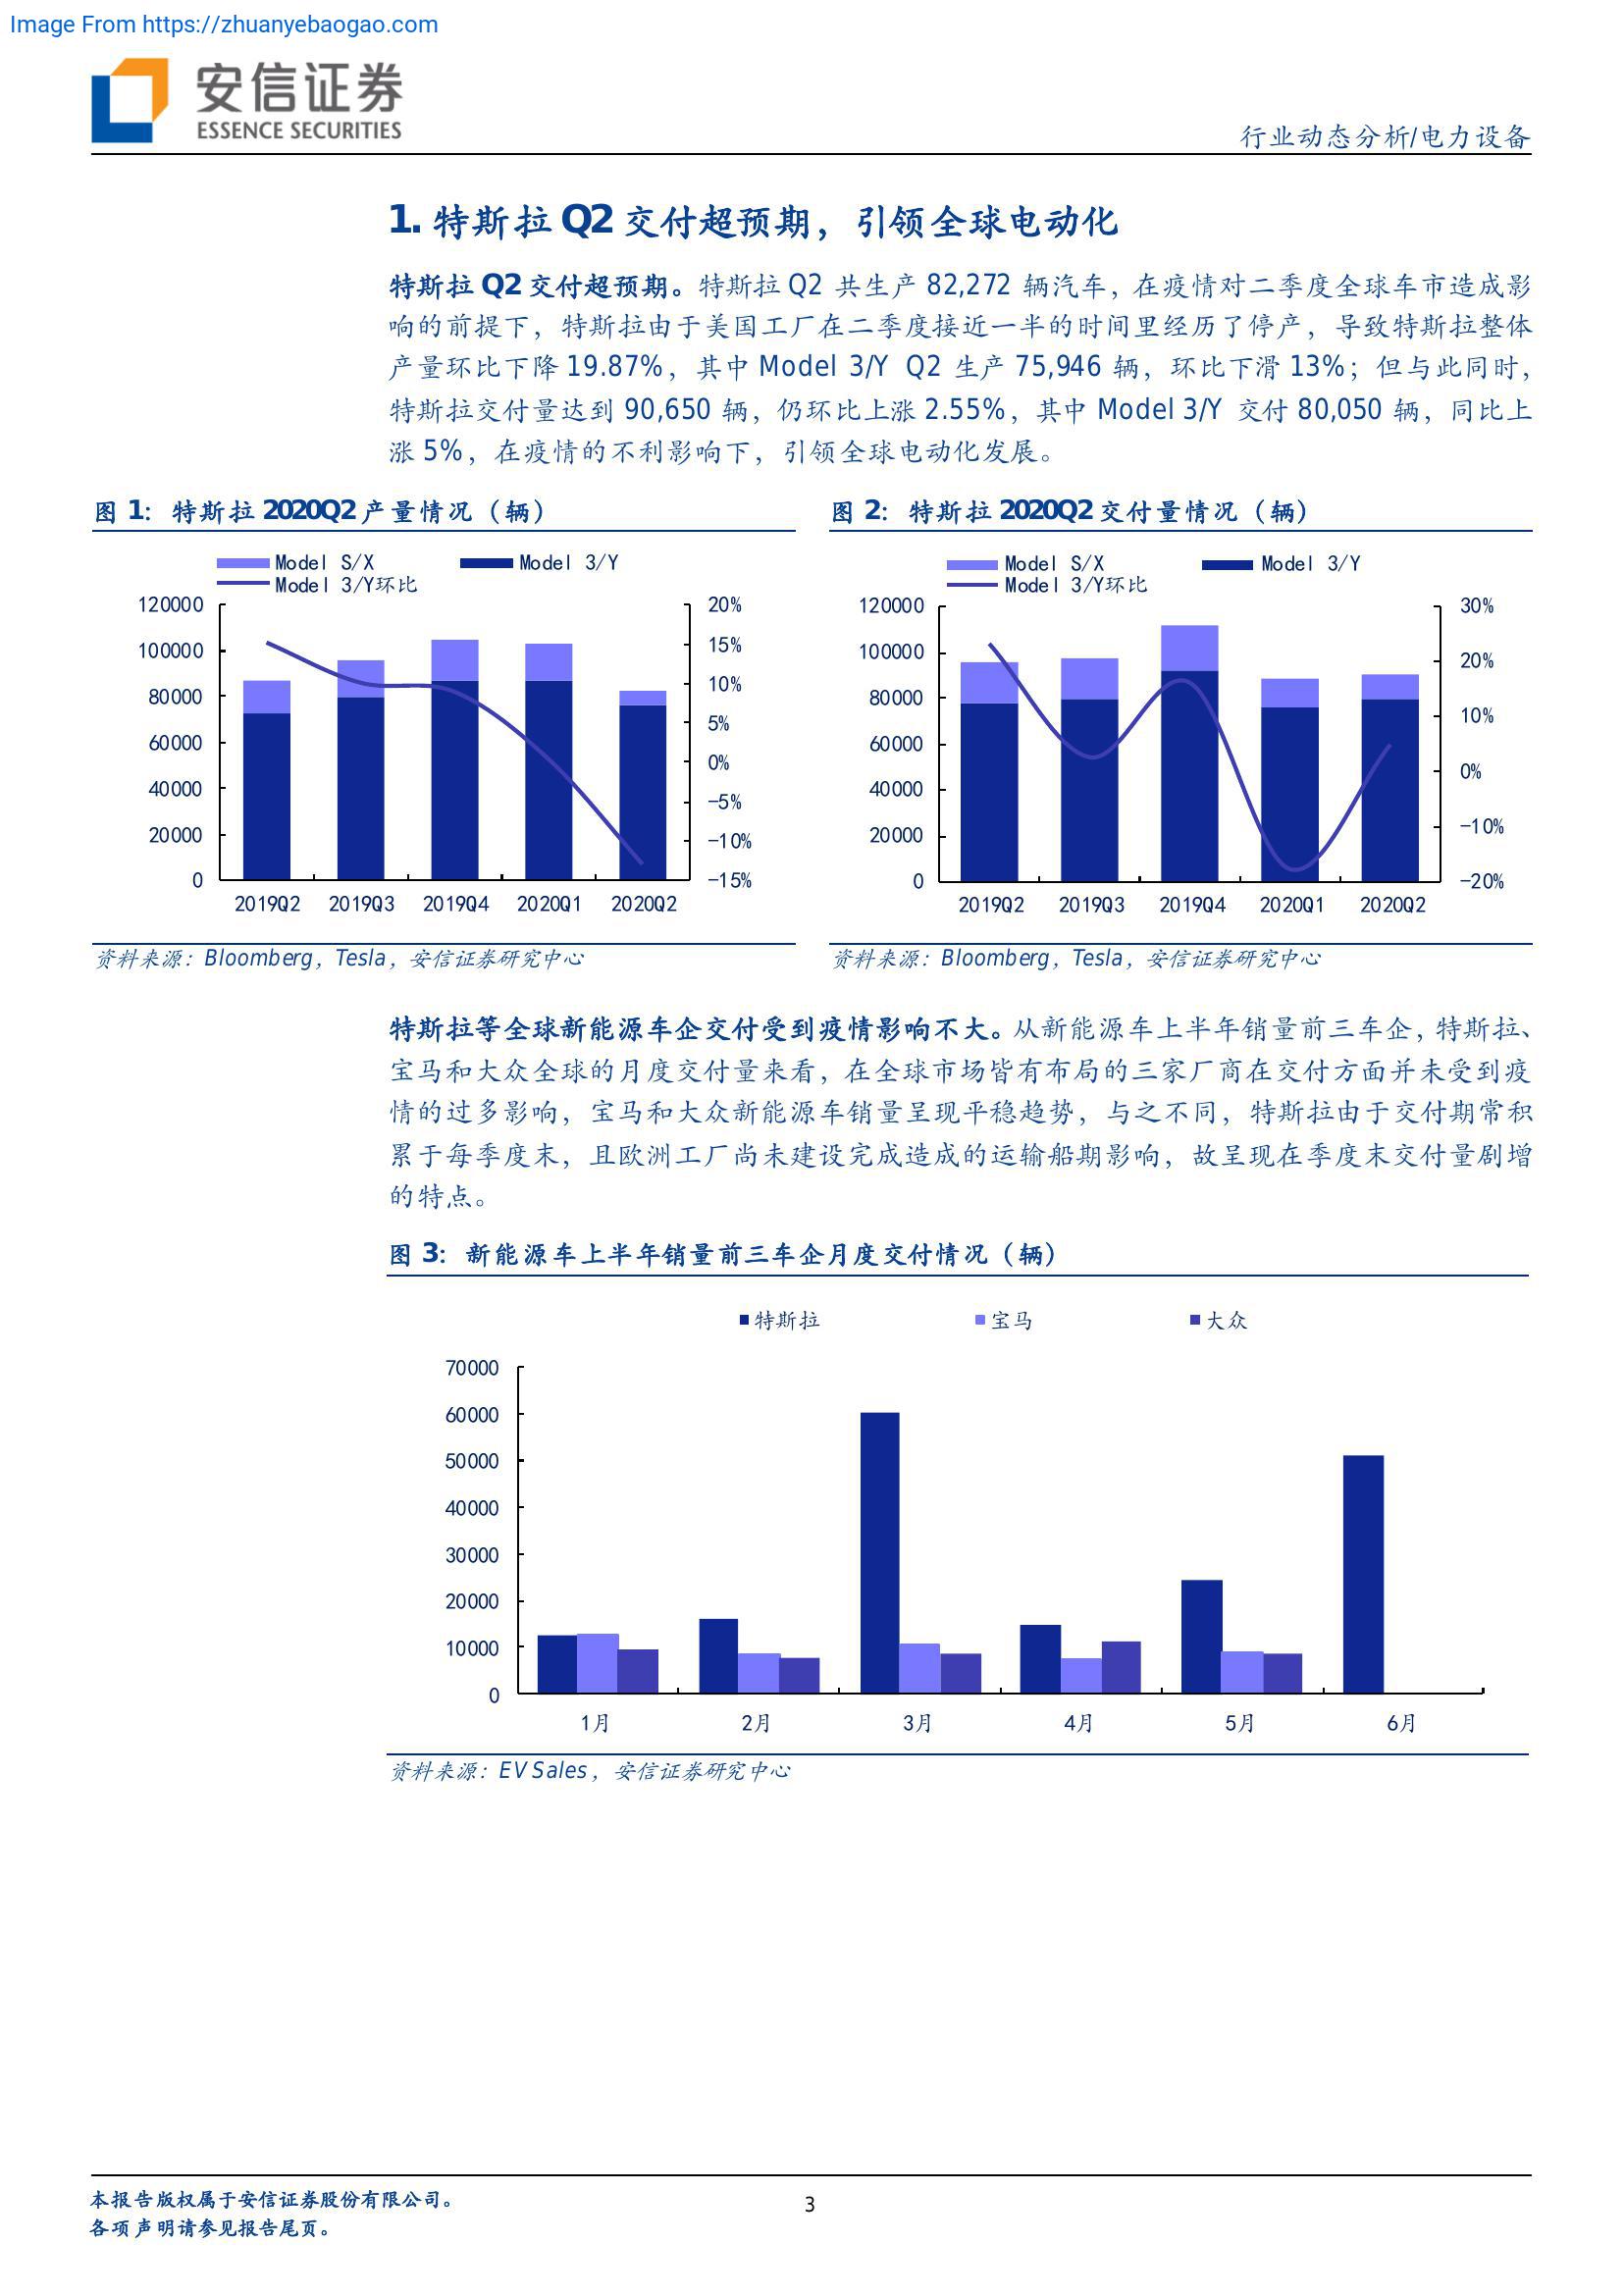 Image From https://zhuanyebaogao.com
安信证券
ESSENCE SECURITIES
行业动态分析/电力设备
1. 特斯拉 Q2 交付超预期，引领全球电动化
特斯拉 Q2 交付超预期。特斯拉 Q2 共生产 82,272 辆汽车，在疫情对二季度全球车市造成影
响的前提下，特斯拉由于美国工厂在二季度接近一半的时间里经历了停产，导致特斯拉整体
产量环比下降 19.87%，其中 Model 3/Y Q2 生产 75,946 辆，环比下滑 13%；但与此同时，
特斯拉交付量达到 90,650 辆，仍环比上涨 2.55%，其中 Model 3/Y 交付 80,050 辆，同比上
涨 5%，在疫情的不利影响下，引领全球电动化发展。
图 1：特斯拉 2020Q2 产量情况（辆）
Model S/X
Model 3/Y
Model 3/Y环比
120000
100000
80000
60000
40000
20000
0
20%
15%
10%
5%
0%
-5%
-10%
-15%
2019Q2 2019Q3 2019Q4 2020Q1 2020Q2
资料来源：Bloomberg，Tesla，安信证券研究中心
图 2：特斯拉 2020Q2 交付量情况（辆）
Model S/X
Model 3/Y
Model 3/Y环比
120000
100000
80000
60000
40000
20000
0
30%
20%
10%
0%
-10%
-20%
2019Q2 2019Q3 2019Q4 2020Q1 2020Q2
资料来源：Bloomberg，Tesla，安信证券研究中心
特斯拉等全球新能源车企交付受到疫情影响不大。从新能源车上半年销量前三车企，特斯拉、
宝马和大众全球的月度交付量来看，在全球市场皆有布局的三家厂商在交付方面并未受到疫
情的过多影响，宝马和大众新能源车销量呈现平稳趋势，与之不同，特斯拉由于交付期常积
累于每季度末，且欧洲工厂尚未建设完成造成的运输船期影响，故呈现在季度末交付量剧增
的特点。
图 3：新能源车上半年销量前三车企月度交付情况（辆）
特斯拉 宝马 大众
70000
60000
50000
40000
30000
20000
10000
0
1月 2月 3月 4月 5月 6月
资料来源：EV Sales，安信证券研究中心
本报告版权属于安信证券股份有限公司。
各项声明请参见报告尾页。
3